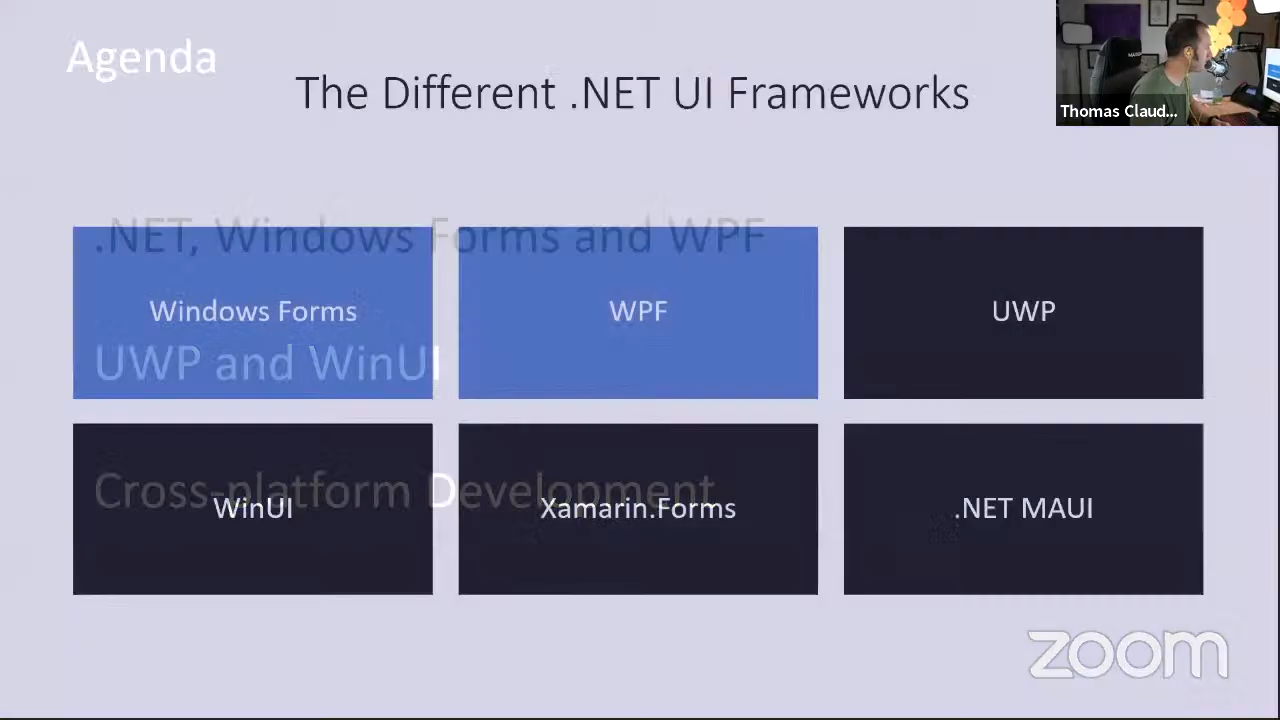 Agenda
The Different .NET UI Frameworks
Thomas Claud...
.NET, Windows Forms and WPF
Windows Forms
WPF
UWP
UWP and WinUI
Cross-platform Development
WinUI
Xamarin.Forms
.NET MAUI
zoom